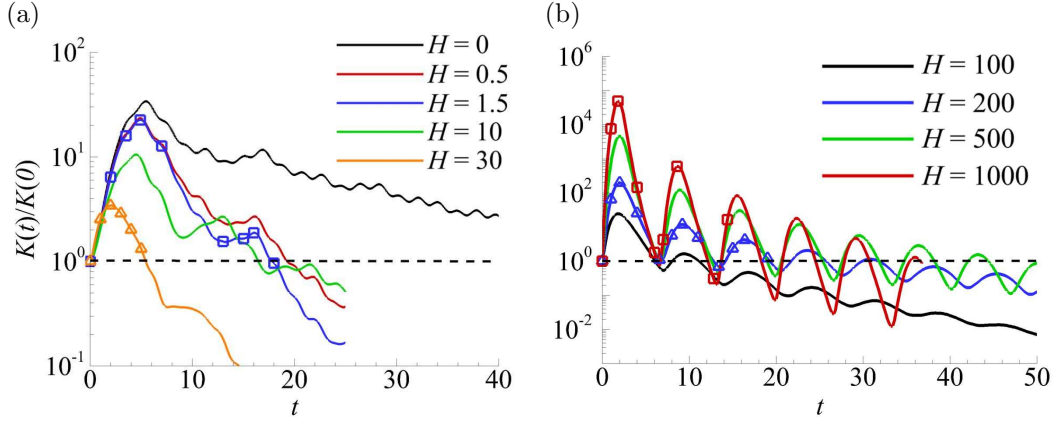 (a)
10^2
10^1
10^0
10^-1
K(t)/K(0)
H = 0
H = 0.5
H = 1.5
H = 10
H = 30
0 10 20 30 40
t
(b)
10^6
10^4
10^2
10^0
10^-2
H = 100
H = 200
H = 500
H = 1000
0 10 20 30 40 50
t